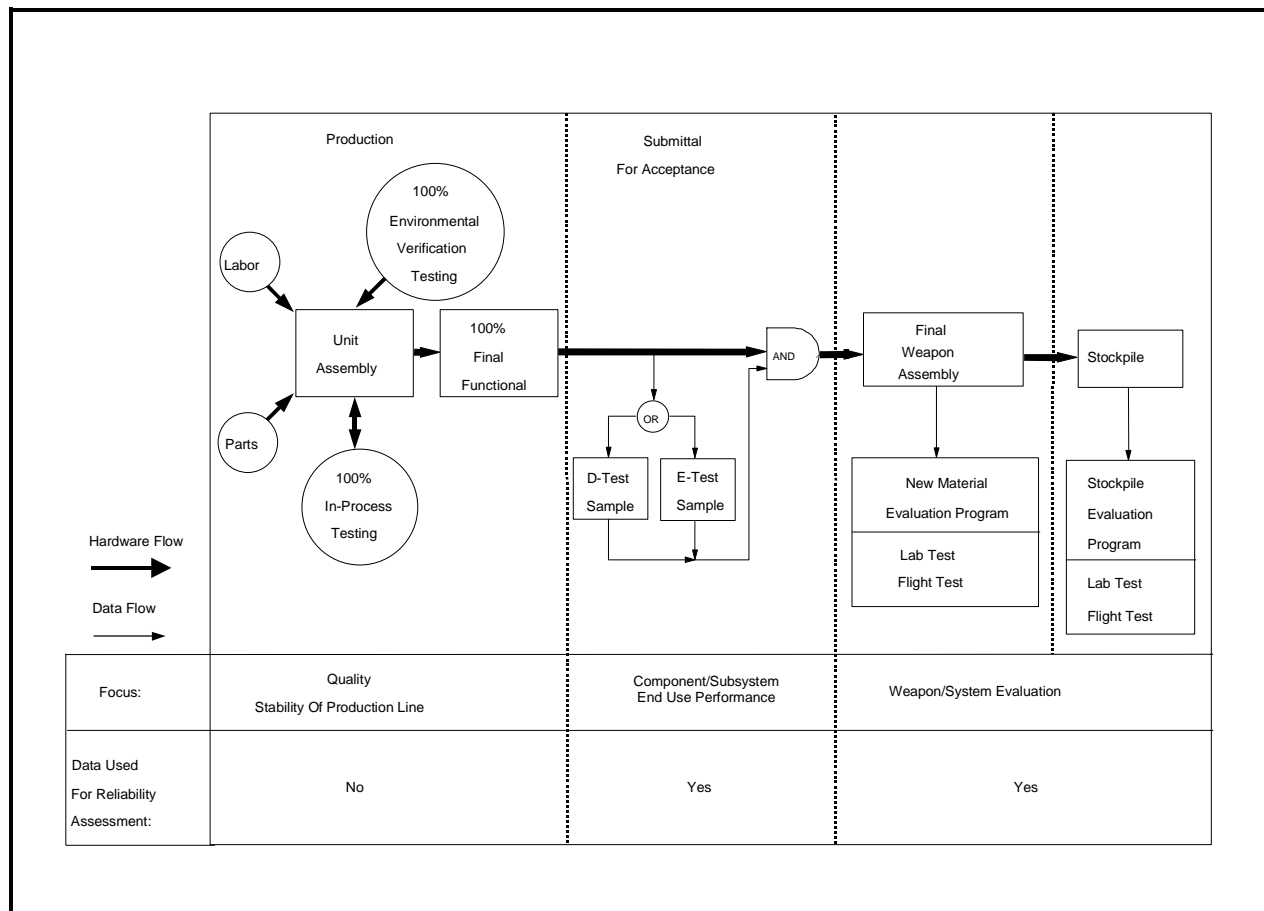 Production
Submittal
For Acceptance
100%
Environmental
Verification
Testing
Labor
Unit
Assembly
100%
Final
Functional
Parts
100%
In-Process
Testing
AND
OR
D-Test
Sample
E-Test
Sample
Final
Weapon
Assembly
Stockpile
New Material
Evaluation Program
Lab Test
Flight Test
Stockpile
Evaluation
Program
Lab Test
Flight Test
Hardware Flow
Data Flow
Focus:
Quality
Stability Of Production Line
Component/Subsystem
End Use Performance
Weapon/System Evaluation
Data Used
For Reliability
Assessment:
No
Yes
Yes